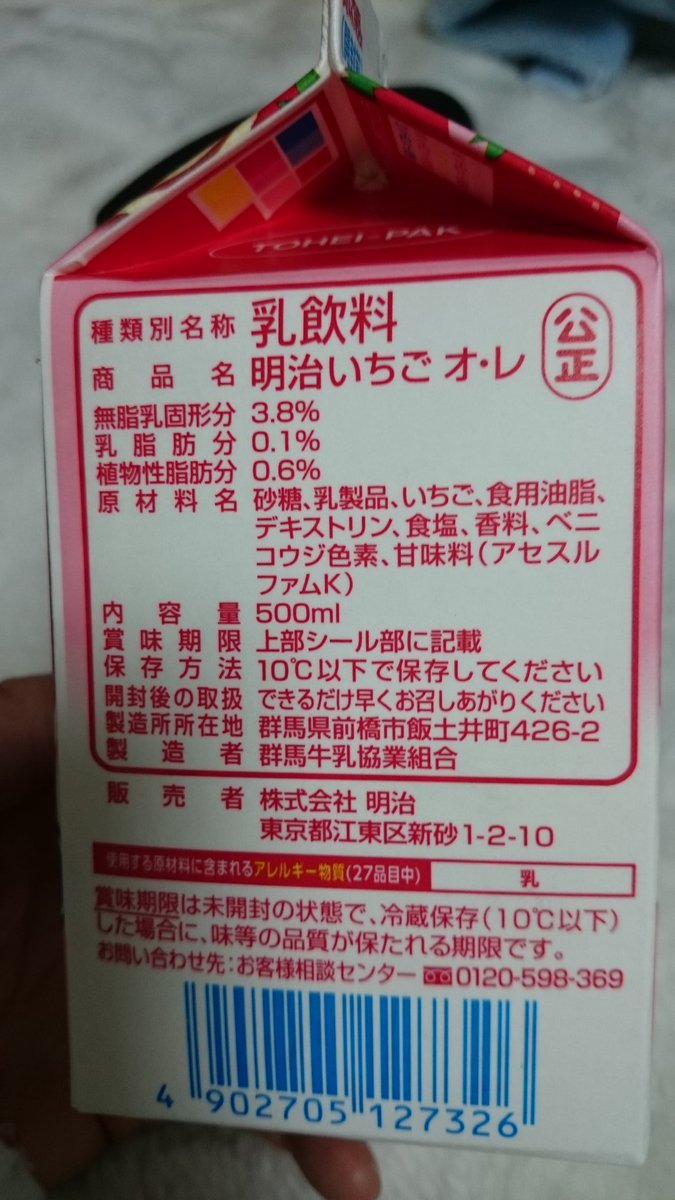 TOHEI-PAK
種類別名称 乳飲料
公正
商品名 明治いちご オ・レ
無脂乳固形分 3.8%
乳脂肪分 0.1%
植物性脂肪分 0.6%
原材料名 砂糖、乳製品、いちご、食用油脂、
デキストリン、食塩、香料、ベニ
コウジ色素、甘味料(アセスル
ファムK)
内容量 500ml
賞味期限 上部シール部に記載
保存方法 10℃以下で保存してください
開封後の取扱 できるだけ早くお召しあがりください
製造所所在地 群馬県前橋市飯土井町426-2
製造者 群馬牛乳協業組合
販売者 株式会社 明治
東京都江東区新砂1-2-10
使用する原材料に含まれるアレルギー物質(27品目中) 乳
賞味期限は未開封の状態で、冷蔵保存(10℃以下)
した場合に、味等の品質が保たれる期限です。
お問い合わせ先:お客様相談センター 0120-598-369
4 902705 127326